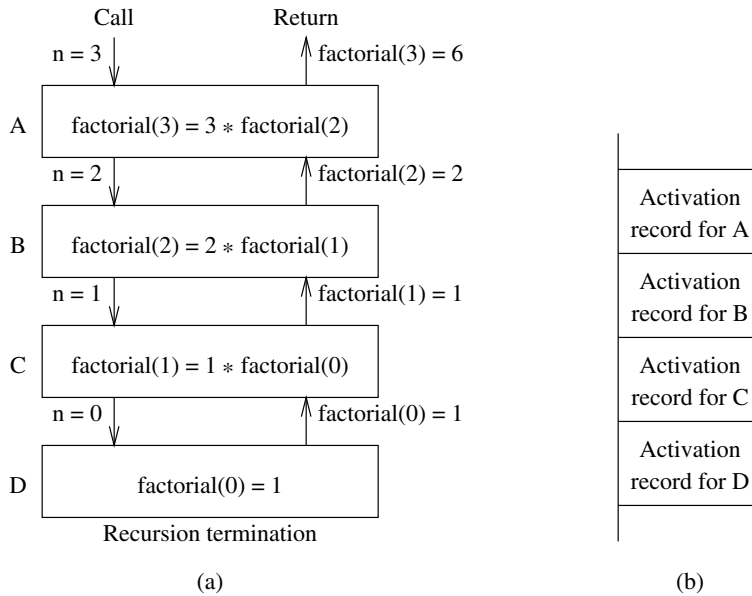 Call Return
n = 3 factorial(3) = 6
A factorial(3) = 3 * factorial(2)
n = 2 factorial(2) = 2
B factorial(2) = 2 * factorial(1)
n = 1 factorial(1) = 1
C factorial(1) = 1 * factorial(0)
n = 0 factorial(0) = 1
D factorial(0) = 1
Recursion termination
(a)
Activation
record for A
Activation
record for B
Activation
record for C
Activation
record for D
(b)